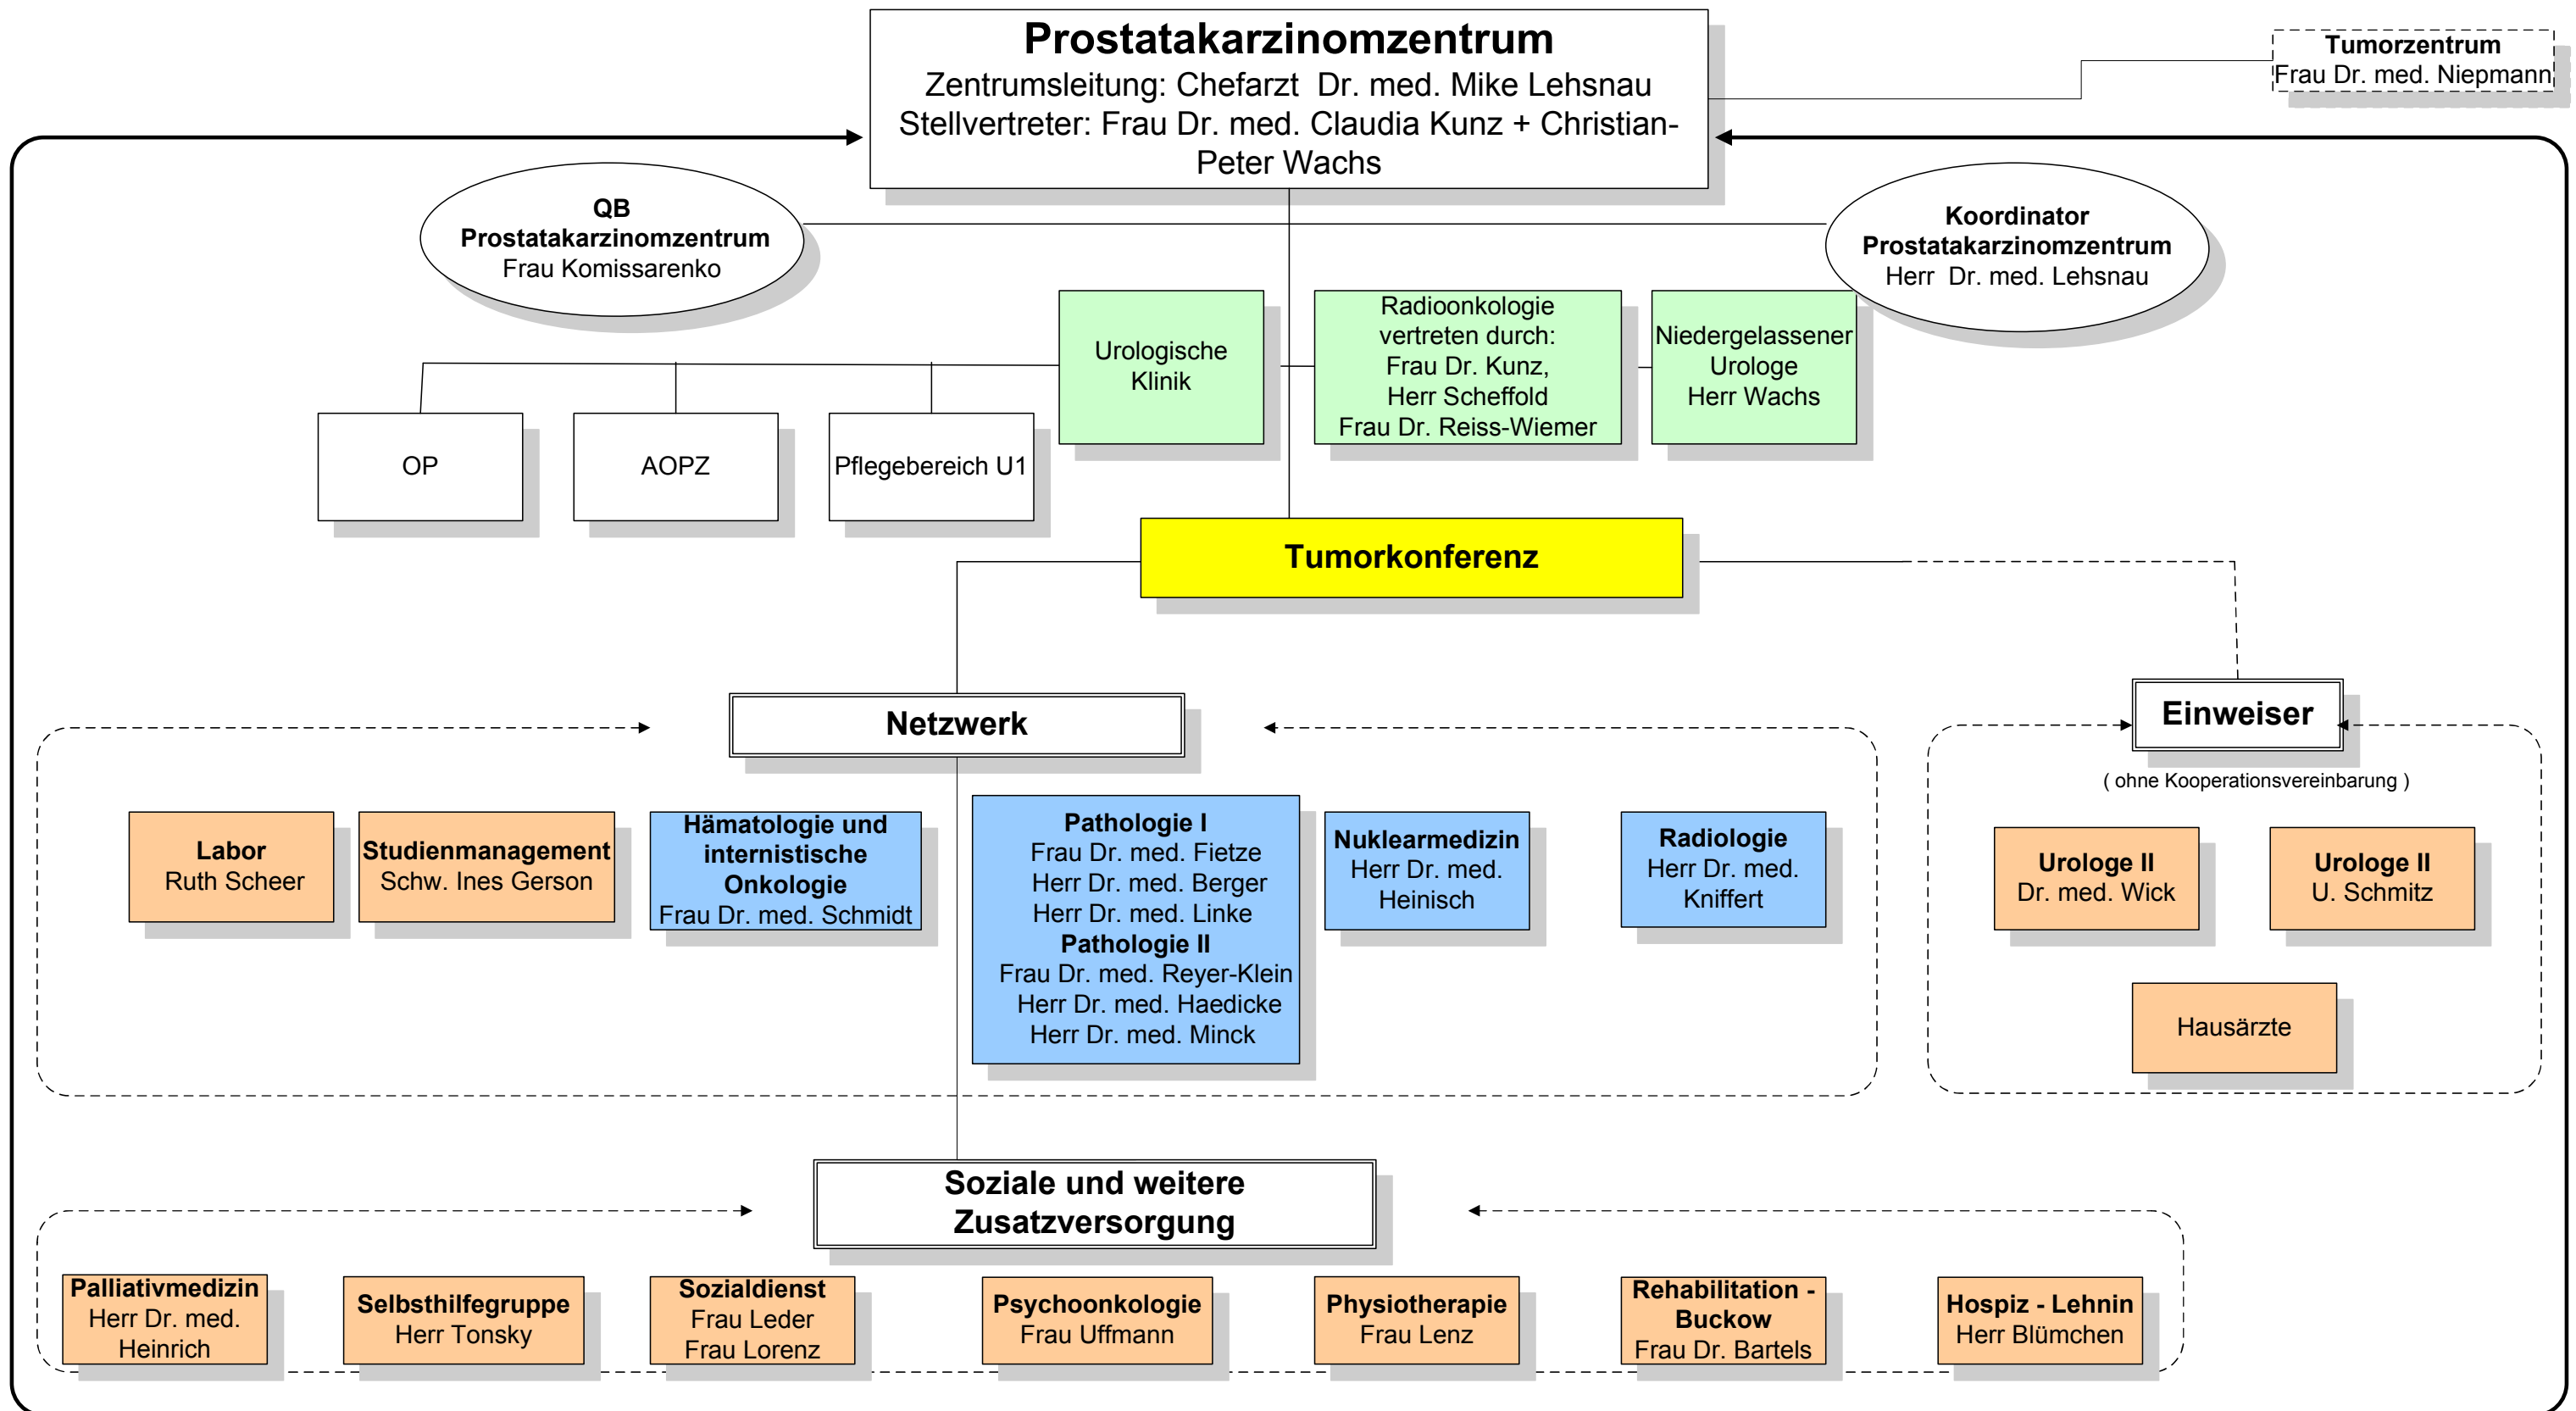 Prostatakarzinomzentrum
Zentrumsleitung: Chefarzt Dr. med. Mike Lehsnau
Stellvertreter: Frau Dr. med. Claudia Kunz + Christian-
Peter Wachs
Tumorzentrum
Frau Dr. med. Niepmann
QB
Prostatakarzinomzentrum
Frau Komissarenko
Koordinator
Prostatakarzinomzentrum
Herr Dr. med. Lehsnau
Urologische
Klinik
Radioonkologie
vertreten durch:
Frau Dr. Kunz,
Herr Scheffold
Frau Dr. Reiss-Wiemer
Niedergelassener
Urologe
Herr Wachs
OP
AOPZ
Pflegebereich U1
Tumorkonferenz
Netzwerk
Einweiser
( ohne Kooperationsvereinbarung )
Labor
Ruth Scheer
Studienmanagement
Schw. Ines Gerson
Hämatologie und
internistische
Onkologie
Frau Dr. med. Schmidt
Pathologie I
Frau Dr. med. Fietze
Herr Dr. med. Berger
Herr Dr. med. Linke
Pathologie II
Frau Dr. med. Reyer-Klein
Herr Dr. med. Haedicke
Herr Dr. med. Minck
Nuklearmedizin
Herr Dr. med.
Heinisch
Radiologie
Herr Dr. med.
Kniffert
Urologe II
Dr. med. Wick
Urologe II
U. Schmitz
Hausärzte
Soziale und weitere
Zusatzversorgung
Palliativmedizin
Herr Dr. med.
Heinrich
Selbsthilfegruppe
Herr Tonsky
Sozialdienst
Frau Leder
Frau Lorenz
Psychoonkologie
Frau Uffmann
Physiotherapie
Frau Lenz
Rehabilitation -
Buckow
Frau Dr. Bartels
Hospiz - Lehnin
Herr Blümchen